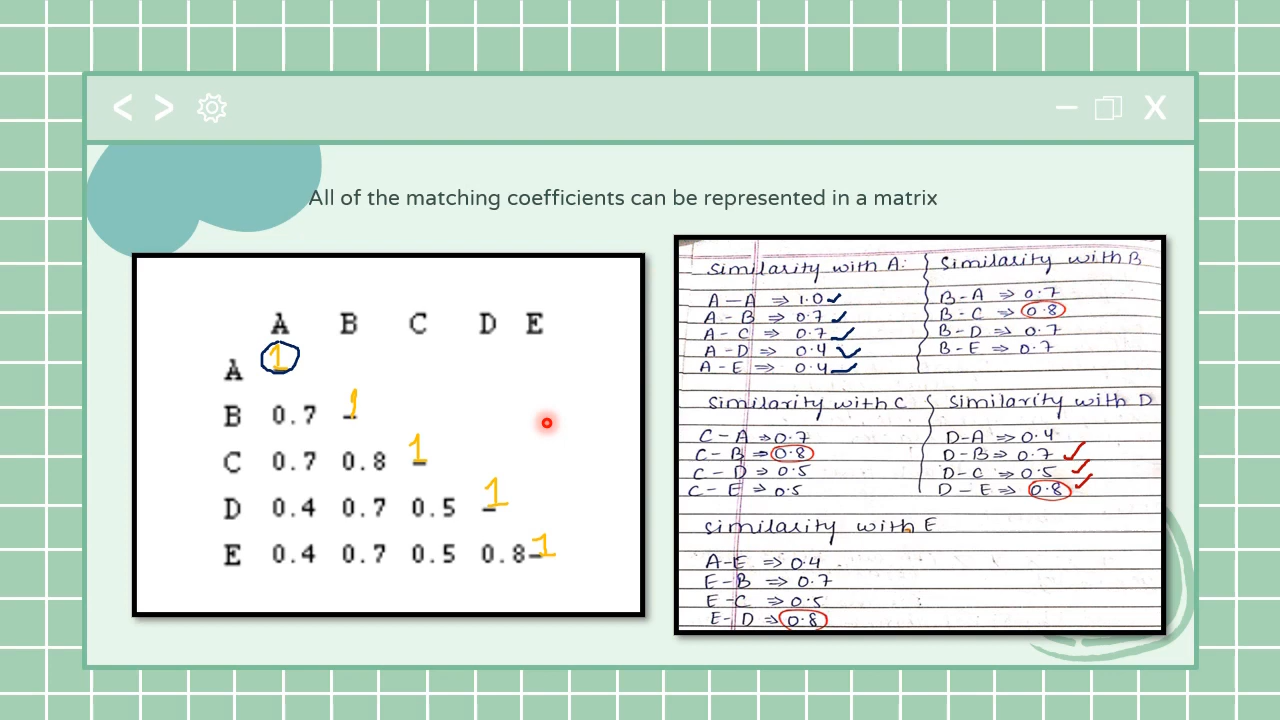 All of the matching coefficients can be represented in a matrix
A B C D E
A 1
B 0.7 1
C 0.7 0.8 1
D 0.4 0.7 0.5 1
E 0.4 0.7 0.5 0.8 1
Similarity with A:
A-A ⇒ 1.0 ✓
A-B ⇒ 0.7 ✓
A-C ⇒ 0.7 ✓
A-D ⇒ 0.4 ✓
A-E ⇒ 0.4 ✓
Similarity with B
B-A ⇒ 0.7
B-C ⇒ 0.8
B-D ⇒ 0.7
B-E ⇒ 0.7
Similarity with C
C-A ⇒ 0.7
C-B ⇒ 0.8
C-D ⇒ 0.5
C-E ⇒ 0.5
Similarity with D
D-A ⇒ 0.4
D-B ⇒ 0.7 ✓
D-C ⇒ 0.5 ✓
D-E ⇒ 0.8 ✓
Similarity with E
A-E ⇒ 0.4
E-B ⇒ 0.7
E-C ⇒ 0.5
E-D ⇒ 0.8